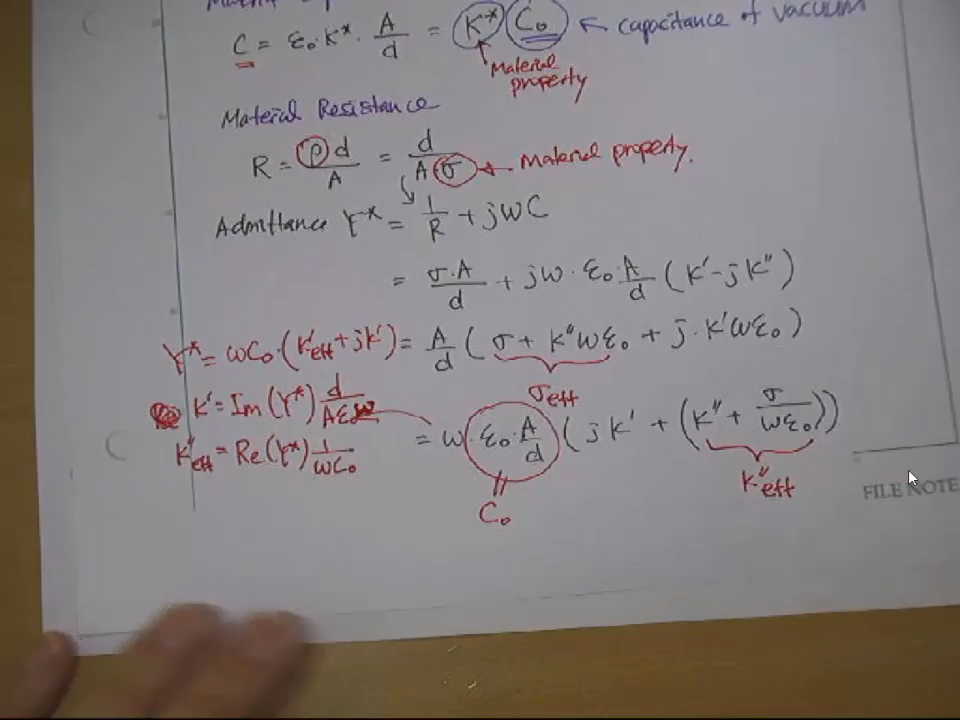 C = ε₀·K* · A/d = K* C₀ ← capacitance of vacuum
Material property
Material Resistance
R = ρd/A = d/Aσ ← Material property.
Admittance Y* = 1/R + jωC
= σ·A/d + jω·ε₀ A/d (K' - jK")
Y* = ωC₀·(K'eff + jK') = A/d (σ + K"ωε₀ + j·K'ωε₀)
σeff
K' = Im(Y*) d/Aε₀ω
= ω·ε₀·A/d (jK' + (K" + σ/ωε₀))
K"eff = Re(Y*) 1/ωC₀
K"eff
C₀
FILE NOTE